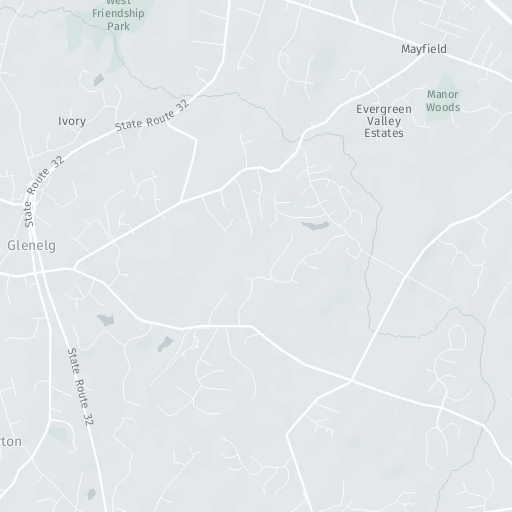 West
Friendship
Park
Mayfield
Manor
Woods
Evergreen
Valley
Estates
Ivory
State Route 32
State Route 32
Glenelg
State Route 32
rton